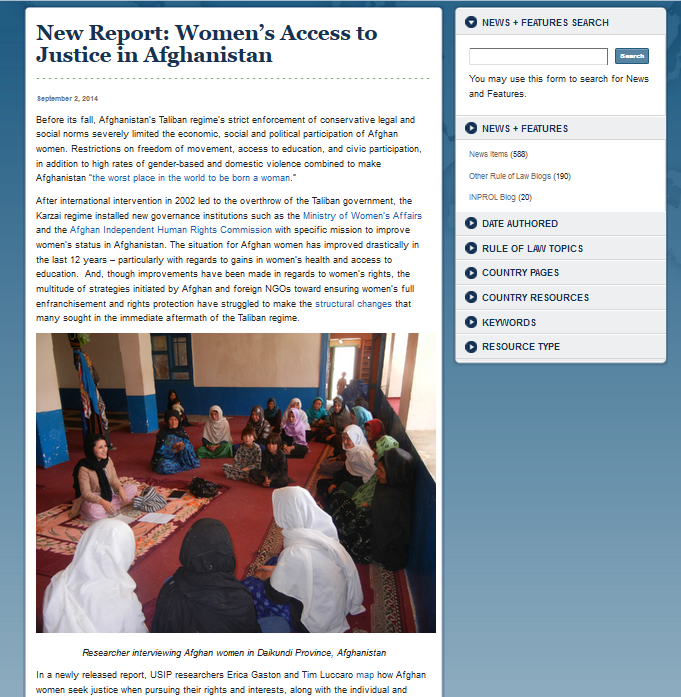 New Report: Women's Access to
Justice in Afghanistan
September 2, 2014
Before its fall, Afghanistan's Taliban regime's strict enforcement of conservative legal and
social norms severely limited the economic, social and political participation of Afghan
women. Restrictions on freedom of movement, access to education, and civic participation,
in addition to high rates of gender-based and domestic violence combined to make
Afghanistan "the worst place in the world to be born a woman."
After international intervention in 2002 led to the overthrow of the Taliban government, the
Karzai regime installed new governance institutions such as the Ministry of Women's Affairs
and the Afghan Independent Human Rights Commission with specific mission to improve
women's status in Afghanistan. The situation for Afghan women has improved drastically in
the last 12 years – particularly with regards to gains in women's health and access to
education.  And, though improvements have been made in regards to women's rights, the
multitude of strategies initiated by Afghan and foreign NGOs toward ensuring women's full
enfranchisement and rights protection have struggled to make the structural changes that
many sought in the immediate aftermath of the Taliban regime.
Researcher interviewing Afghan women in Daikundi Province, Afghanistan
In a newly released report, USIP researchers Erica Gaston and Tim Luccaro map how Afghan
women seek justice when pursuing their rights and interests, along with the individual and
NEWS + FEATURES SEARCH
Search
You may use this form to search for News
and Features.
NEWS + FEATURES
News Items (588)
Other Rule of Law Blogs (190)
INPROL Blog (20)
DATE AUTHORED
RULE OF LAW TOPICS
COUNTRY PAGES
COUNTRY RESOURCES
KEYWORDS
RESOURCE TYPE